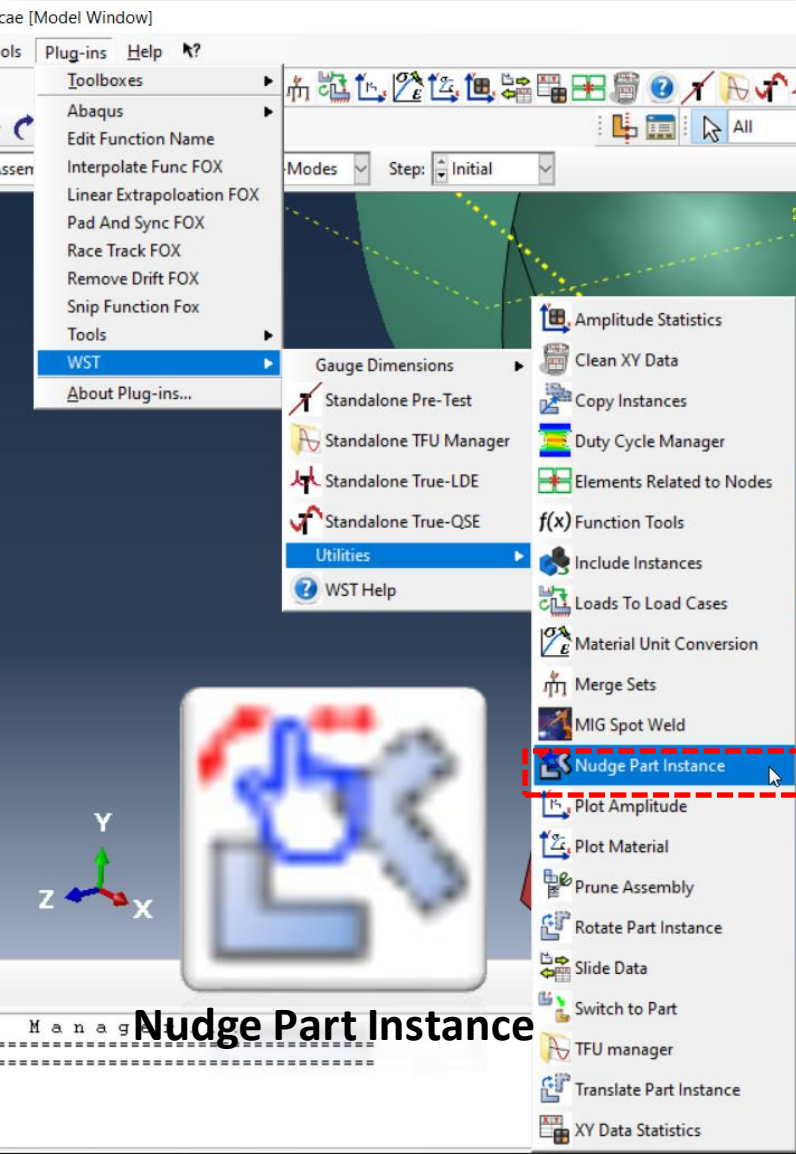 cae [Model Window]
ols Plug-ins Help
Toolboxes
Abaqus
Edit Function Name
Interpolate Func FOX
Linear Extrapoloation FOX
Pad And Sync FOX
Race Track FOX
Remove Drift FOX
Snip Function Fox
Tools
WST
About Plug-ins...
All
Assem
-Modes Step: Initial
Gauge Dimensions
Standalone Pre-Test
Standalone TFU Manager
Standalone True-LDE
Standalone True-QSE
Utilities
WST Help
Amplitude Statistics
Clean XY Data
Copy Instances
Duty Cycle Manager
Elements Related to Nodes
f(x) Function Tools
Include Instances
Loads To Load Cases
Material Unit Conversion
Merge Sets
MIG Spot Weld
Nudge Part Instance
Plot Amplitude
Plot Material
Prune Assembly
Rotate Part Instance
Slide Data
Switch to Part
TFU manager
Translate Part Instance
XY Data Statistics
Y
Z
X
Nudge Part Instance